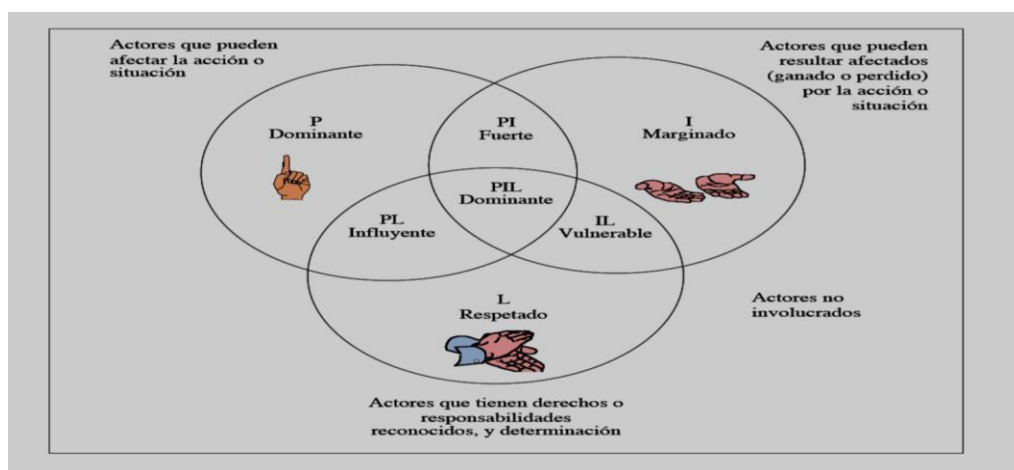 Actores que pueden
afectar la acción o
situación
Actores que pueden
resultar afectados
(ganado o perdido)
por la acción o
situación
P
Dominante
PI
Fuerte
I
Marginado
PIL
Dominante
PL
Influyente
IL
Vulnerable
L
Respetado
Actores no
involucrados
Actores que tienen derechos o
responsabilidades
reconocidos, y determinación